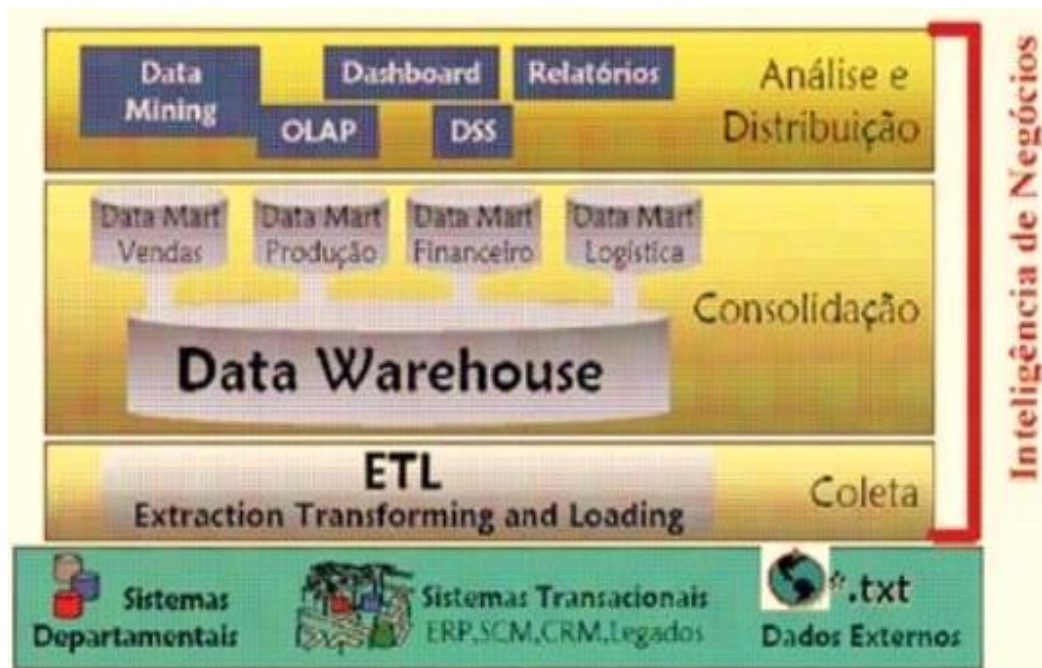 Data
Mining
Dashboard
Relatórios
OLAP
DSS
Análise e
Distribuição
Data Mart
Vendas
Data Mart
Produção
Data Mart
Financeiro
Data Mart
Logística
Consolidação
Data Warehouse
ETL
Extraction Transforming and Loading
Coleta
Inteligência de Negócios
Sistemas
Departamentais
Sistemas Transacionais
ERP,SCM,CRM,Legados
*.txt
Dados Externos